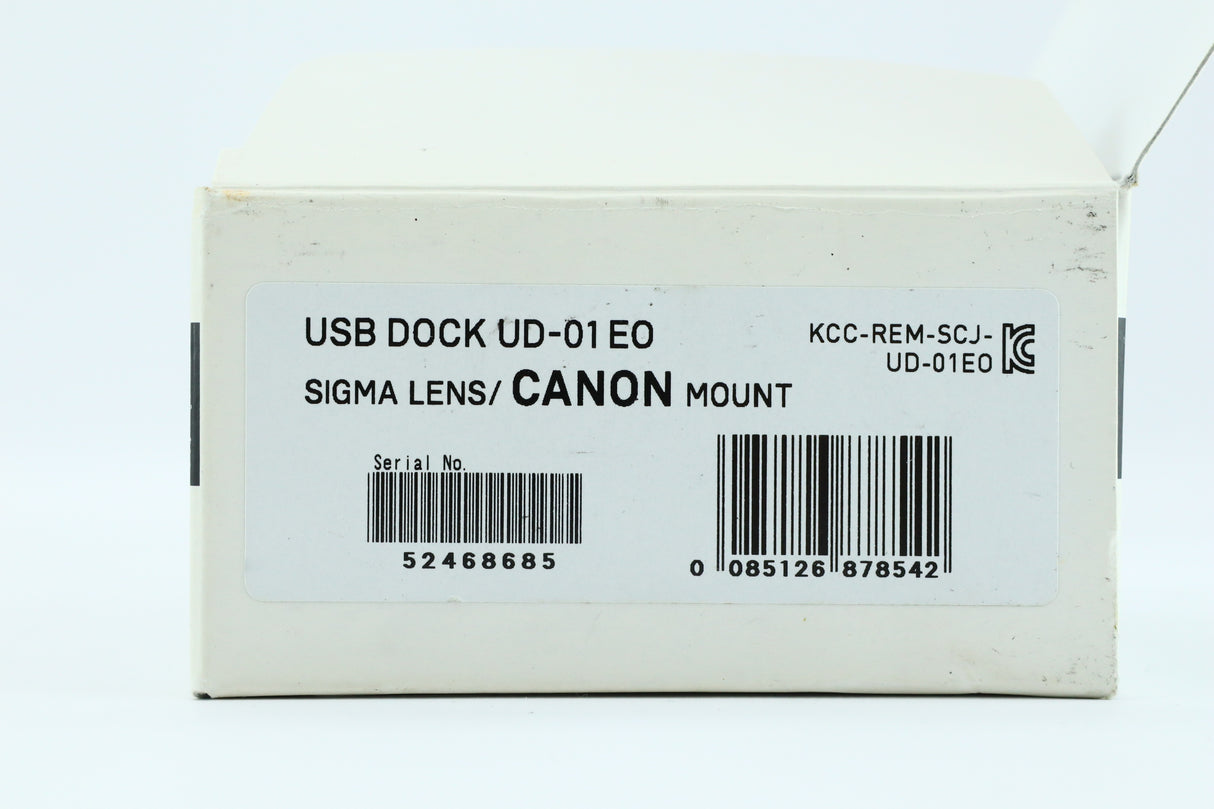 USB DOCK UD-01 EO
SIGMA LENS/ CANON MOUNT
KCC-REM-SCJ-
UD-01EO
Serial No.
52468685
0 085126 878542